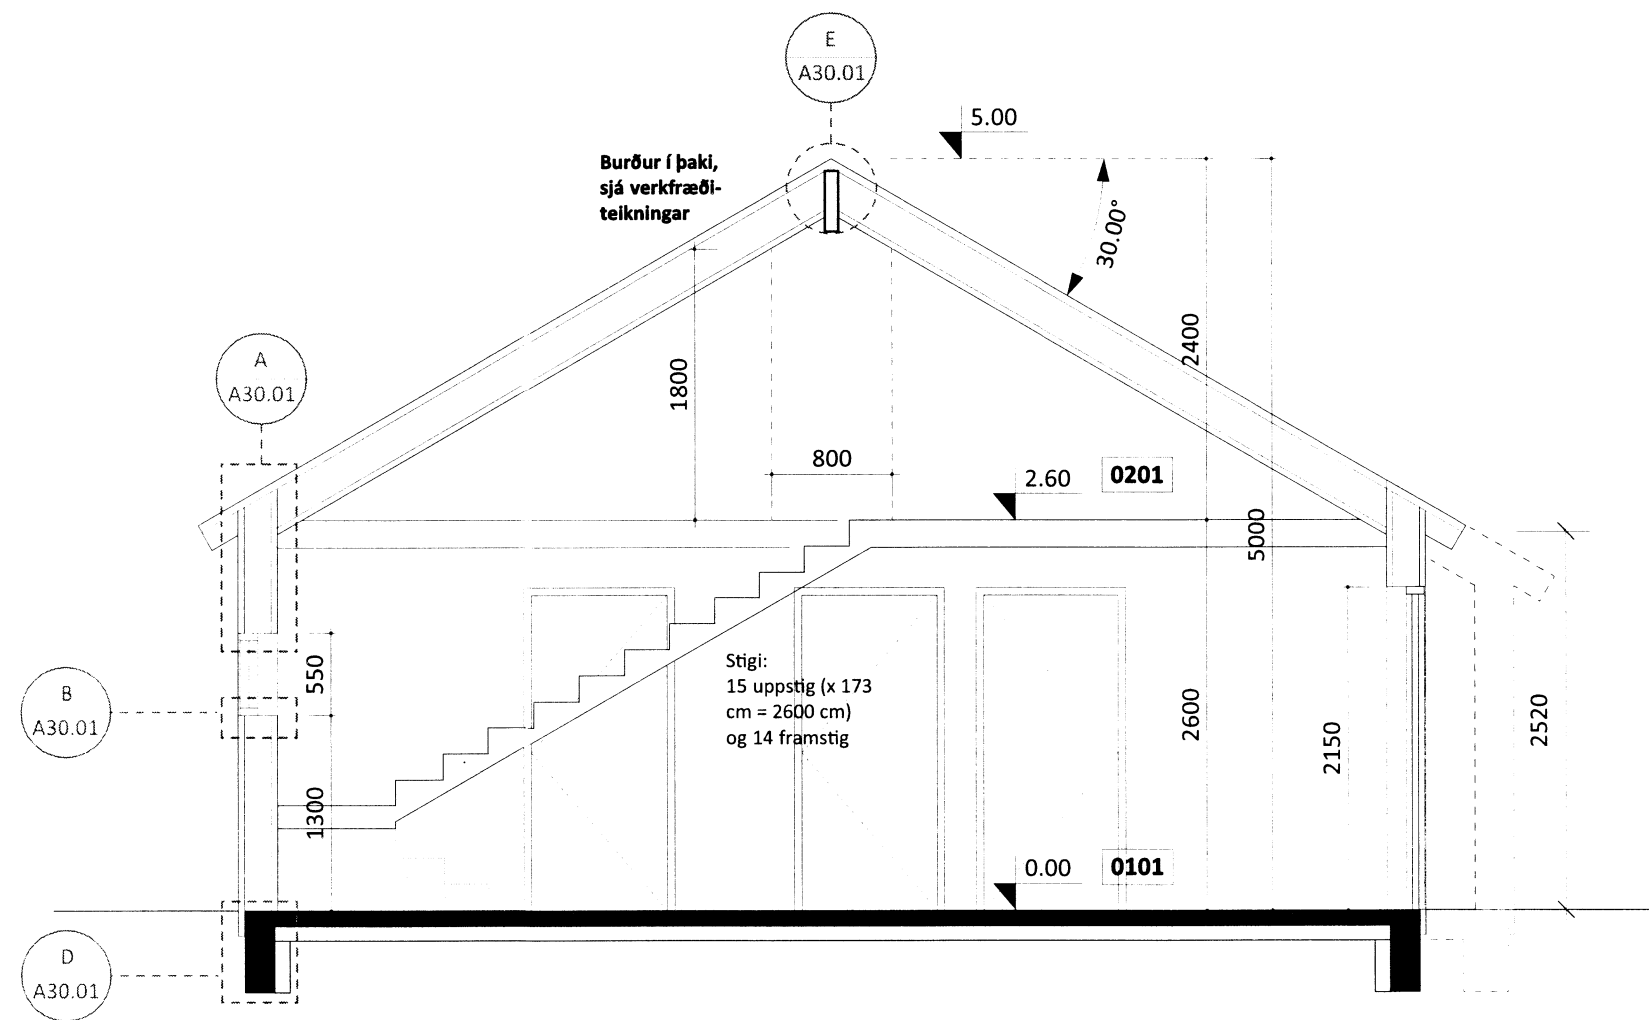 E
A30.01
5.00
Burður í þaki,
sjá verkfræði-
teikningar
30.00°
2400
A
A30.01
1800
800
2.60
0201
5000
550
B
A30.01
Stigi:
15 uppstig (x 173
cm = 2600 cm)
og 14 framstig
2600
2150
2520
1300
0.00
0101
D
A30.01